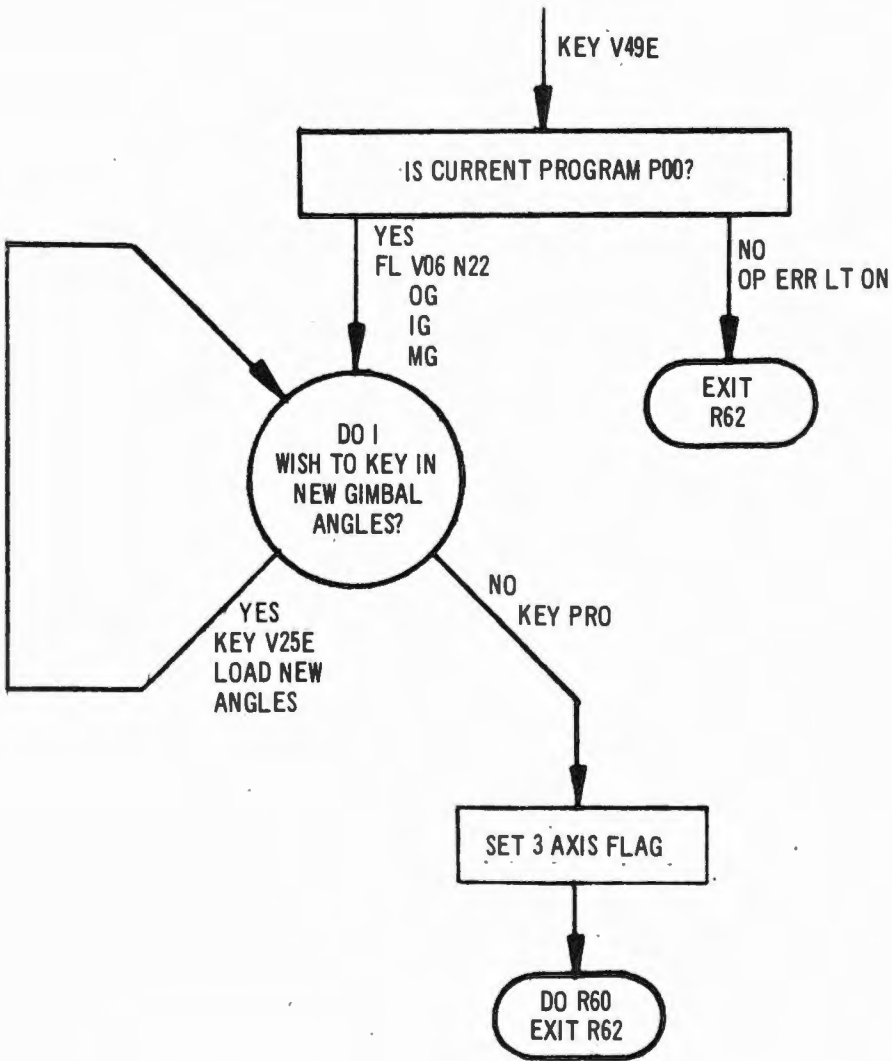 KEY V49E
IS CURRENT PROGRAM P00?
YES
FL V06 N22
OG
IG
MG
NO
OP ERR LT ON
EXIT
R62
DO I
WISH TO KEY IN
NEW GIMBAL
ANGLES?
YES
KEY V25E
LOAD NEW
ANGLES
NO
KEY PRO
SET 3 AXIS FLAG
DO R60
EXIT R62